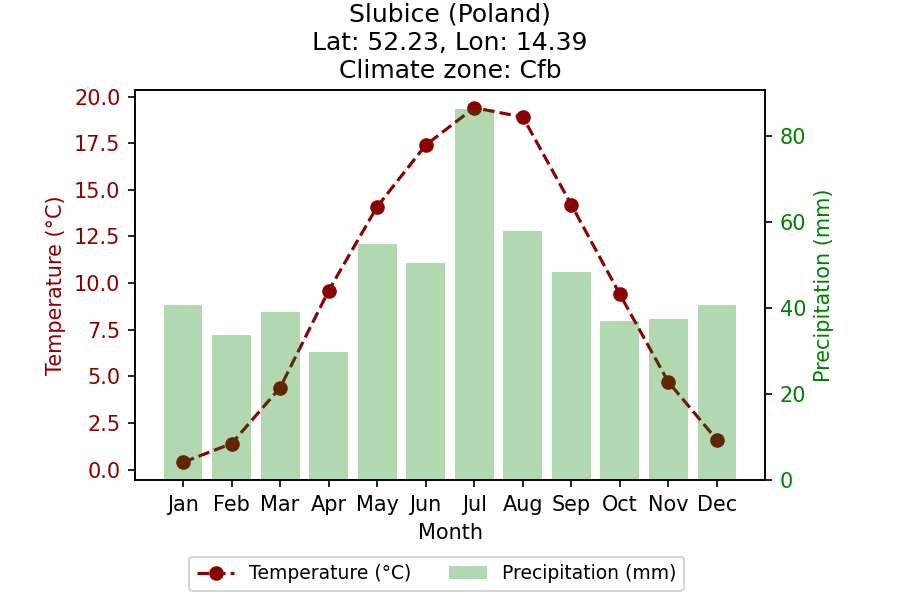 Slubice (Poland)
Lat: 52.23, Lon: 14.39
Climate zone: Cfb
20.0
17.5
15.0
12.5
10.0
7.5
5.0
2.5
0.0
Temperature (°C)
80
60
40
20
0
Precipitation (mm)
Jan Feb Mar Apr May Jun Jul Aug Sep Oct Nov Dec
Month
Temperature (°C) Precipitation (mm)